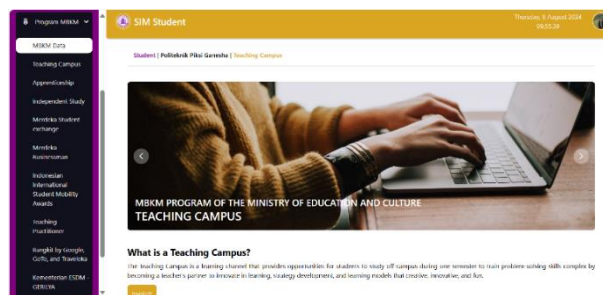 Program MBKM
MBKM Data
Teaching Campus
Apprenticeship
Independent Study
Merdeka Student
exchange
Merdeka
Businessman
Indonesian
International
Student Mobility
Awards
Teaching
Practitioner
Bangkit by Google,
GoTo, and Traveloka
Kementerian ESDM -
GERILYA
SIM Student
Thursday, 8 August 2024
Student | Politeknik Piksi Ganesha | Teaching Campus
MBKM PROGRAM OF THE MINISTRY OF EDUCATION AND CULTURE
TEACHING CAMPUS
What is a Teaching Campus?
The Teaching Campus is a learning channel that provides opportunities for students to study off campus during one semester to train problem solving skills complex by
becoming a teacher's partner to innovate in learning, strategy development, and learning models that creative, innovative, and fun.